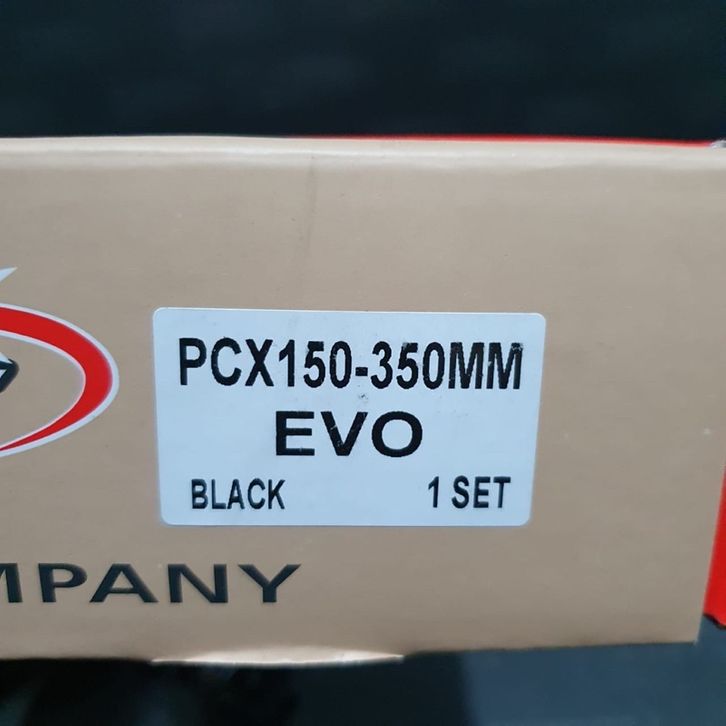 PCX150-350MM
EVO
BLACK 1 SET
MPANY